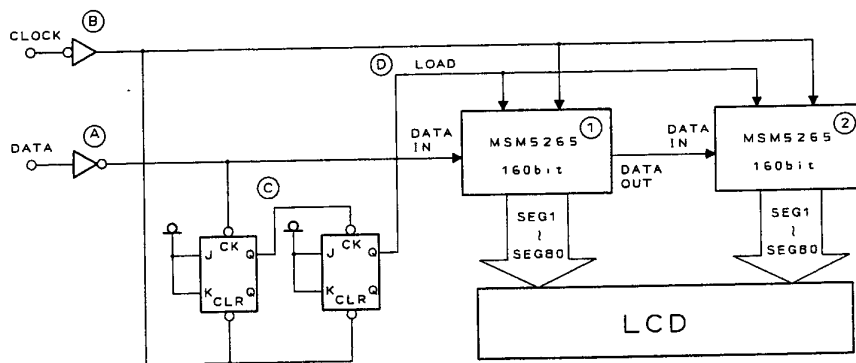 B
CLOCK
D
LOAD
A
1
2
DATA
DATA IN
MSM5265
160bit
DATA OUT
DATA IN
MSM5265
160bit
C
SEG1
~
SEG80
SEG1
~
SEG80
CK
J
Q
K
Q
CLR
CK
J
Q
K
Q
CLR
LCD